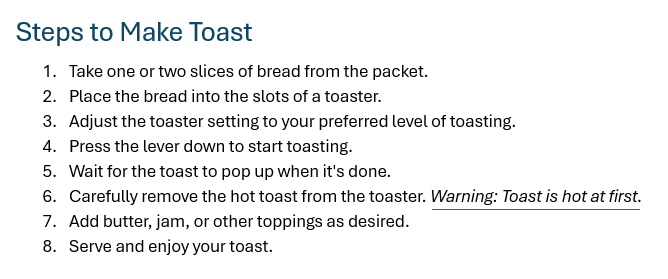 Steps to Make Toast
1. Take one or two slices of bread from the packet.
2. Place the bread into the slots of a toaster.
3. Adjust the toaster setting to your preferred level of toasting.
4. Press the lever down to start toasting.
5. Wait for the toast to pop up when it's done.
6. Carefully remove the hot toast from the toaster. Warning: Toast is hot at first.
7. Add butter, jam, or other toppings as desired.
8. Serve and enjoy your toast.